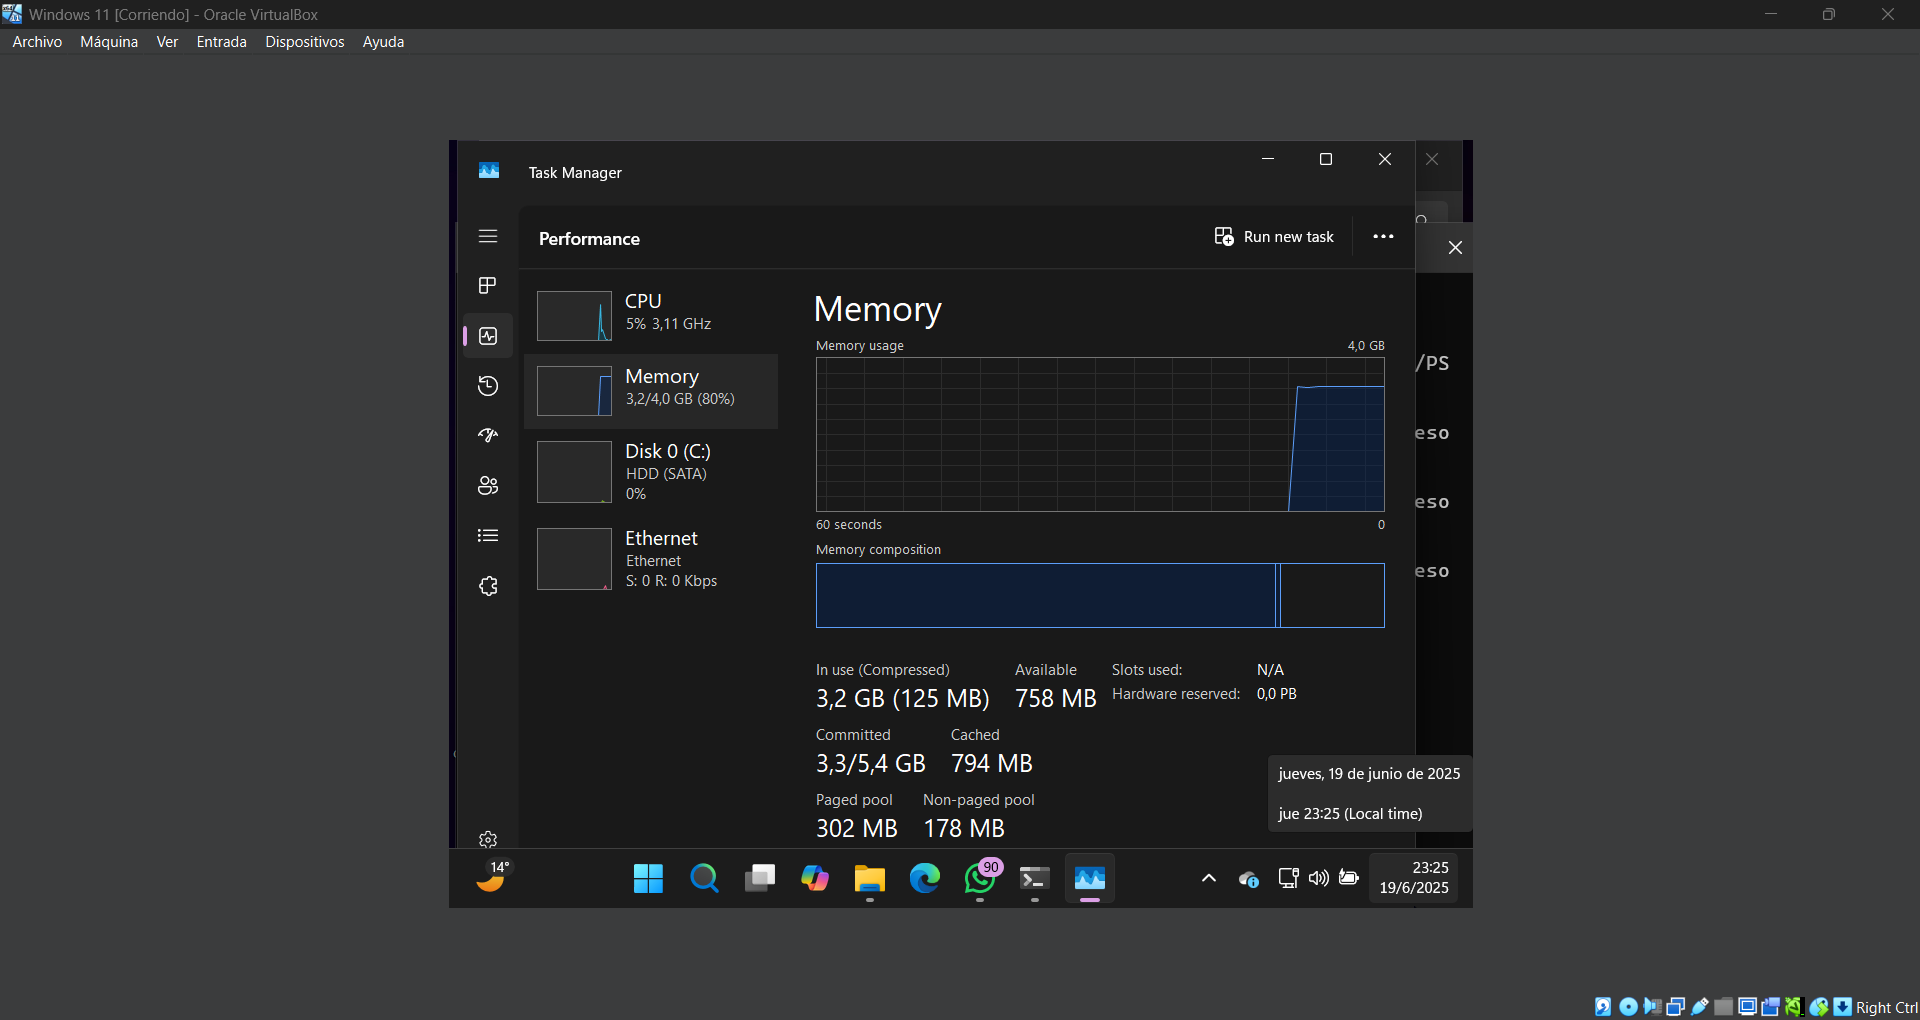 Windows 11 [Corriendo] - Oracle VirtualBox
Archivo Máquina Ver Entrada Dispositivos Ayuda
Task Manager
Performance
Run new task
CPU
5% 3,11 GHz
Memory
3,2/4,0 GB (80%)
Disk 0 (C:)
HDD (SATA)
0%
Ethernet
Ethernet
S: 0 R: 0 Kbps
Memory
Memory usage 4,0 GB
60 seconds 0
Memory composition
In use (Compressed) Available Slots used: N/A
3,2 GB (125 MB) 758 MB Hardware reserved: 0,0 PB
Committed Cached
3,3/5,4 GB 794 MB
Paged pool Non-paged pool
302 MB 178 MB
/PS
eso
eso
eso
jueves, 19 de junio de 2025
jue 23:25 (Local time)
14°
90
23:25
19/6/2025
Right Ctrl